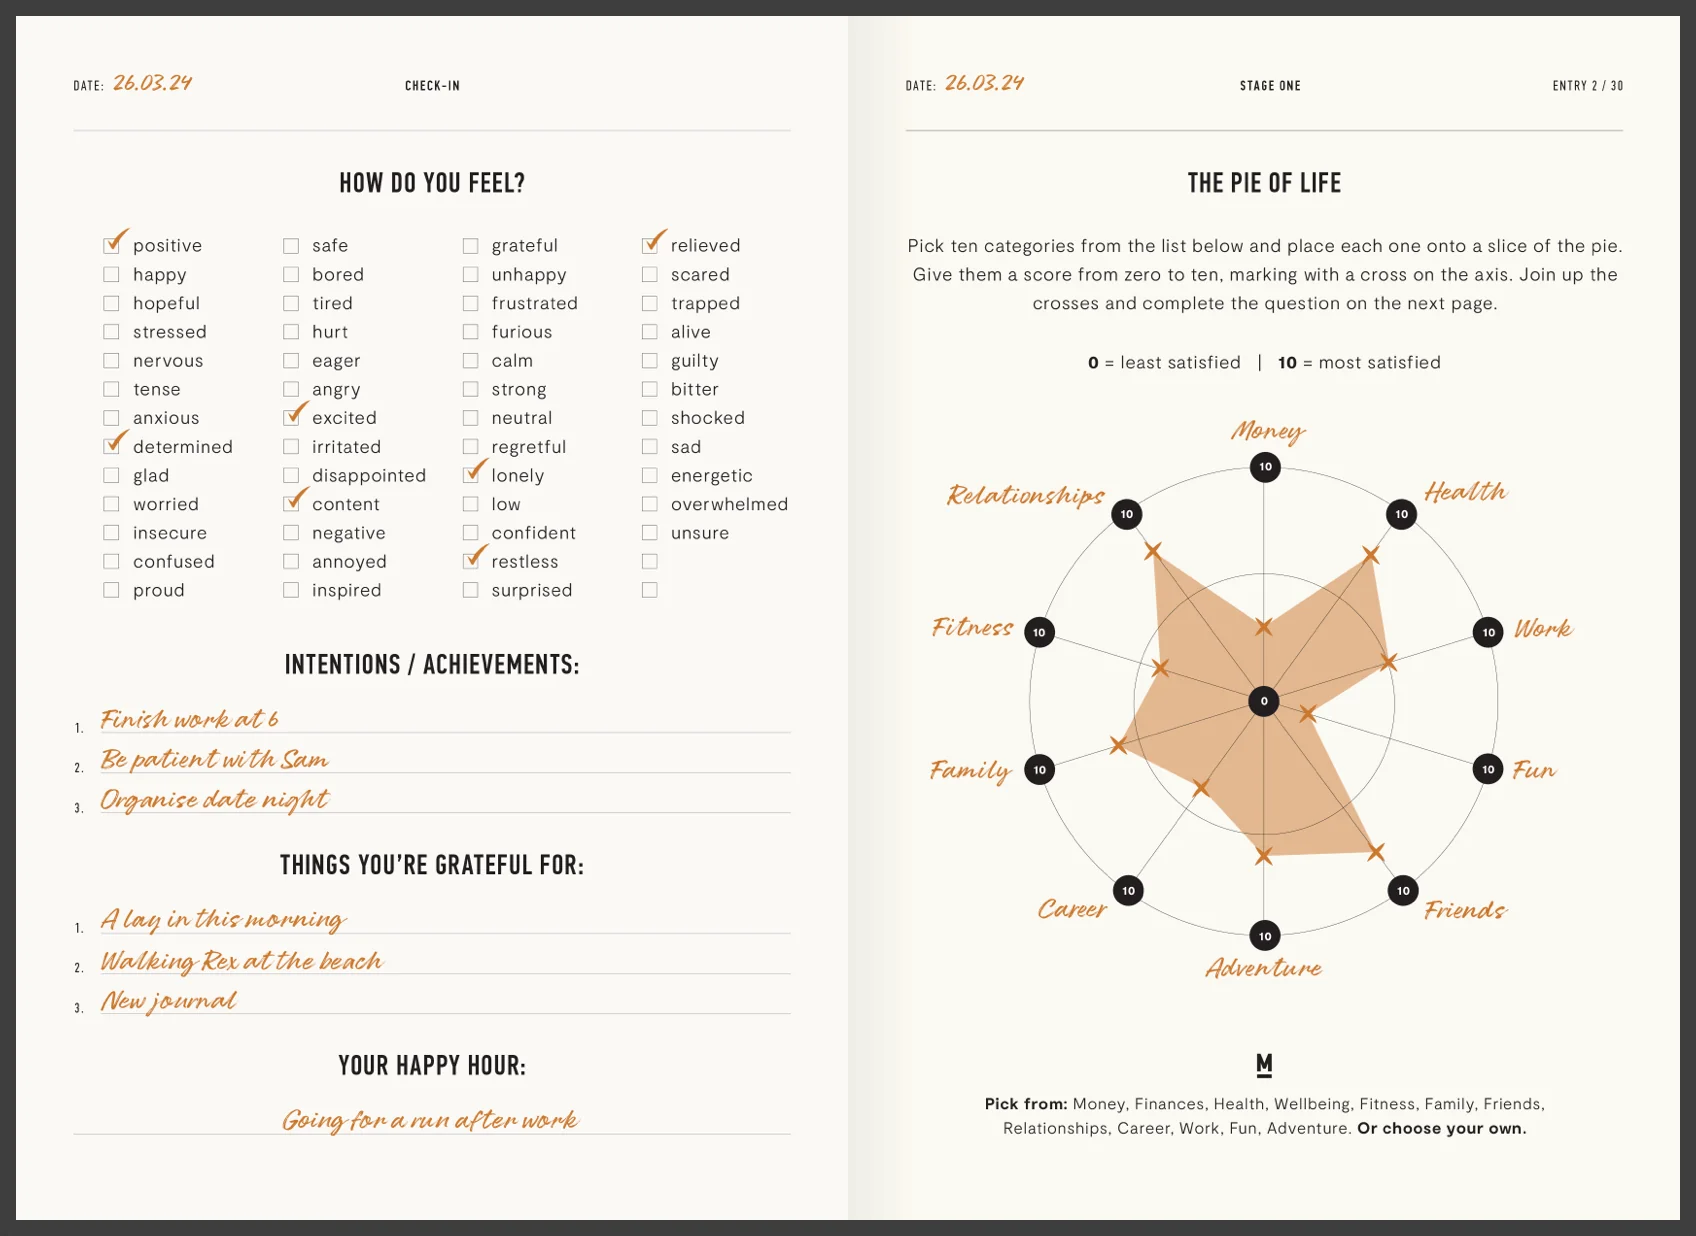 DATE: 26.03.24 CHECK-IN
HOW DO YOU FEEL?
positive
happy
hopeful
stressed
nervous
tense
anxious
determined
glad
worried
insecure
confused
proud
safe
bored
tired
hurt
eager
angry
excited
irritated
disappointed
content
negative
annoyed
inspired
grateful
unhappy
frustrated
furious
calm
strong
neutral
regretful
lonely
low
confident
restless
surprised
relieved
scared
trapped
alive
guilty
bitter
shocked
sad
energetic
overwhelmed
unsure
INTENTIONS / ACHIEVEMENTS:
1. Finish work at 6
2. Be patient with Sam
3. Organise date night
THINGS YOU’RE GRATEFUL FOR:
1. A lay in this morning
2. Walking Rex at the beach
3. New journal
YOUR HAPPY HOUR:
Going for a run after work
DATE: 26.03.24 STAGE ONE ENTRY 2 / 30
THE PIE OF LIFE
Pick ten categories from the list below and place each one onto a slice of the pie.
Give them a score from zero to ten, marking with a cross on the axis. Join up the
crosses and complete the question on the next page.
0 = least satisfied | 10 = most satisfied
Money
10
Relationships 10
10 Health
Fitness 10
10 Work
0
Family 10
10 Fun
Career 10
10 Friends
10
Adventure
M
Pick from: Money, Finances, Health, Wellbeing, Fitness, Family, Friends,
Relationships, Career, Work, Fun, Adventure. Or choose your own.